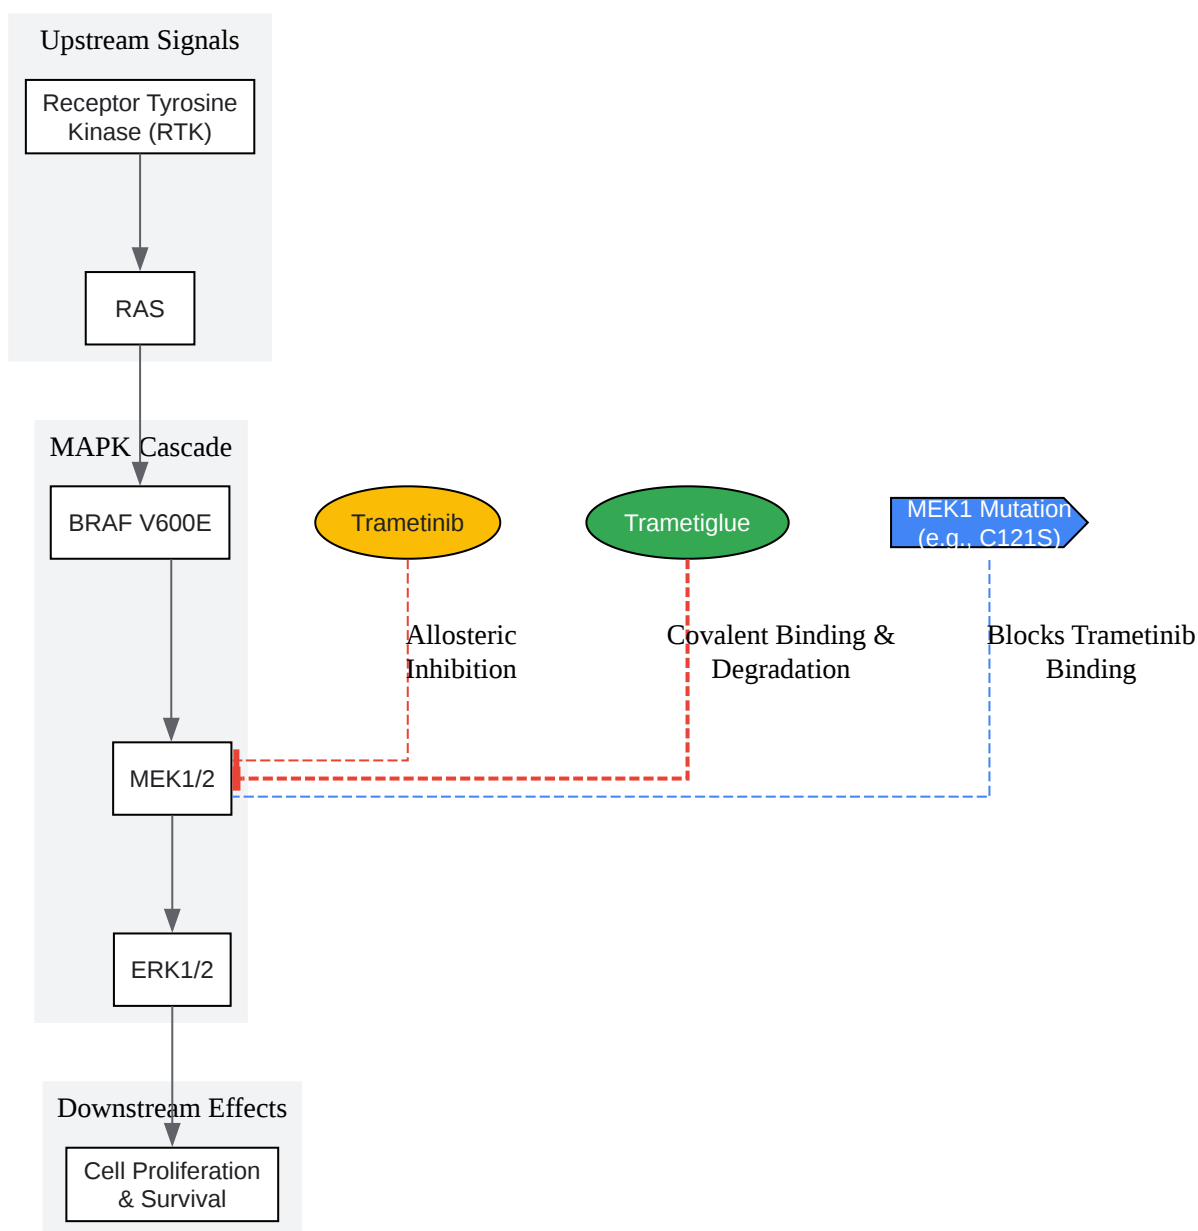 Upstream Signals
Receptor Tyrosine
Kinase (RTK)
RAS
MAPK Cascade
BRAF V600E
Trametinib
Trametiglue
MEK1 Mutation
(e.g., C121S)
Allosteric
Inhibition
Covalent Binding &
Degradation
Blocks Trametinib
Binding
MEK1/2
ERK1/2
Downstream Effects
Cell Proliferation
& Survival